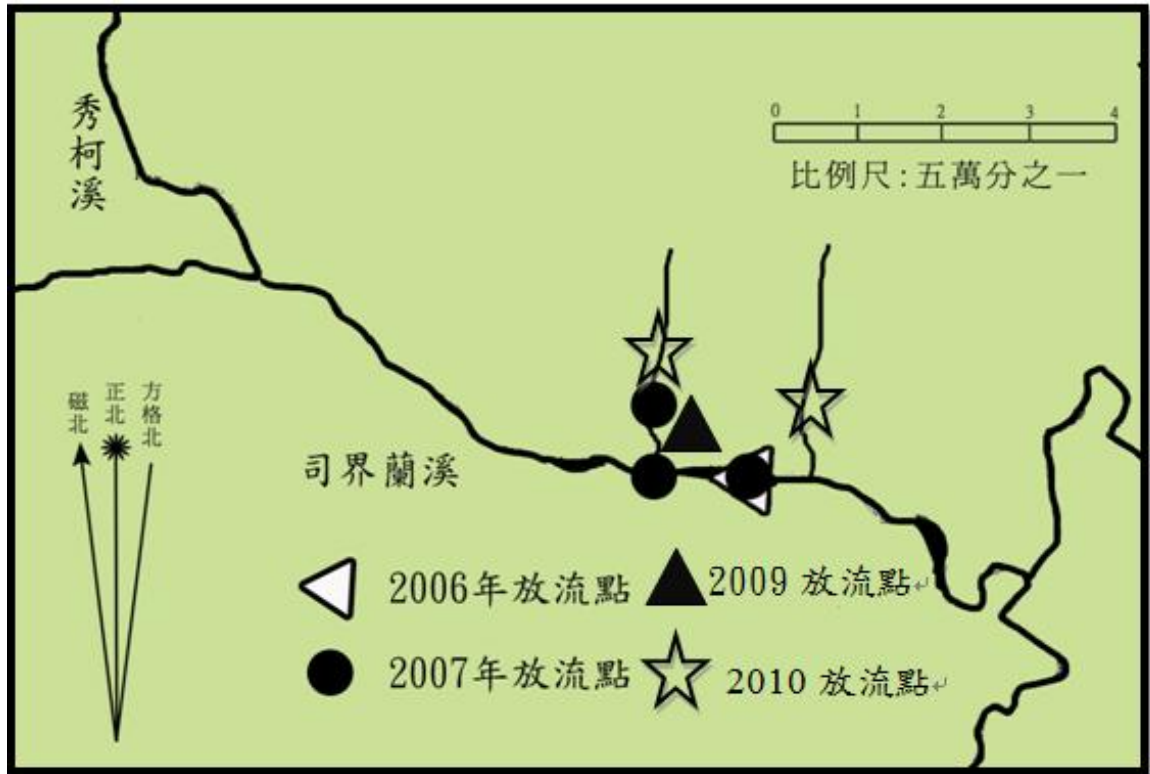 秀柯溪
0 1 2 3 4
比例尺:五萬分之一
磁北
正北
方格北
司界蘭溪
2006年放流點
2009 放流點
2007年放流點
2010 放流點